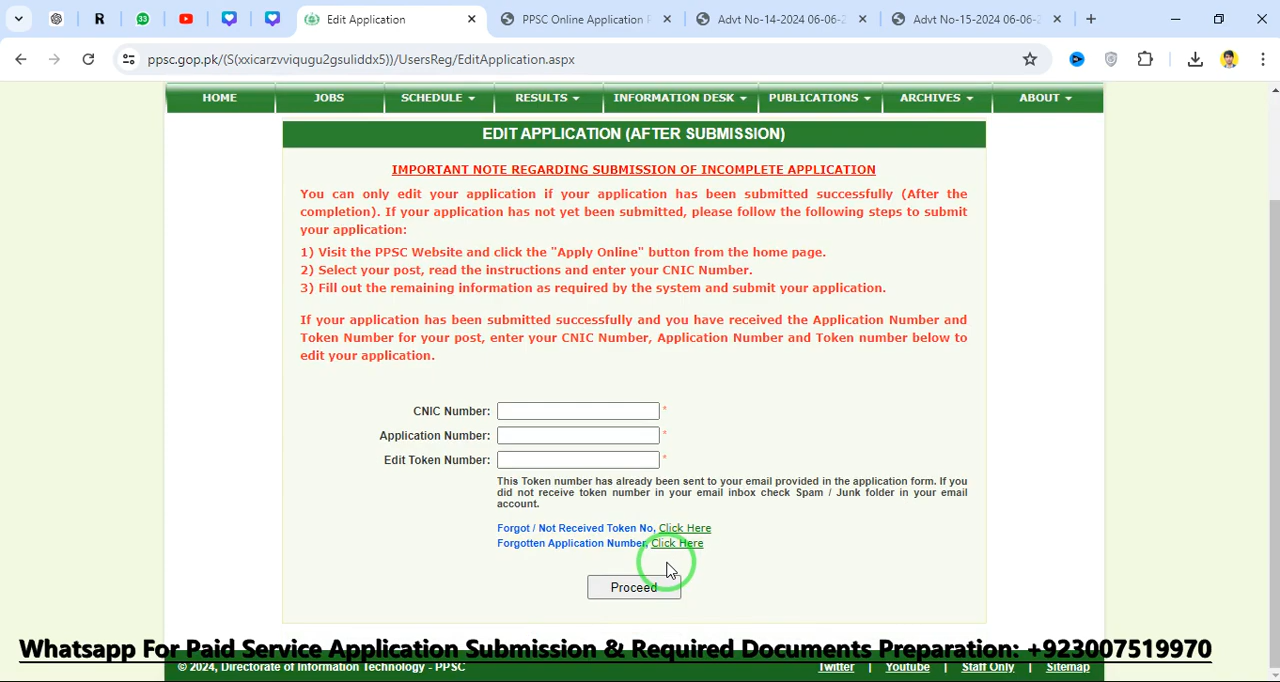 R
33
Edit Application
PPSC Online Application
Advt No-14-2024 06-06-2
Advt No-15-2024 06-06-2
ppsc.gop.pk/(S(xxicarzvviqugu2gsuliddx5))/UsersReg/EditApplication.aspx
HOME JOBS SCHEDULE RESULTS INFORMATION DESK PUBLICATIONS ARCHIVES ABOUT
EDIT APPLICATION (AFTER SUBMISSION)
IMPORTANT NOTE REGARDING SUBMISSION OF INCOMPLETE APPLICATION
You can only edit your application if your application has been submitted successfully (After the
completion). If your application has not yet been submitted, please follow the following steps to submit
your application:
1) Visit the PPSC Website and click the "Apply Online" button from the home page.
2) Select your post, read the instructions and enter your CNIC Number.
3) Fill out the remaining information as required by the system and submit your application.
If your application has been submitted successfully and you have received the Application Number and
Token Number for your post, enter your CNIC Number, Application Number and Token number below to
edit your application.
CNIC Number: *
Application Number: *
Edit Token Number: *
This Token number has already been sent to your email provided in the application form. If you
did not receive token number in your email inbox check Spam / Junk folder in your email
account.
Forgot / Not Received Token No, Click Here
Forgotten Application Number, Click Here
Proceed
Whatsapp For Paid Service Application Submission & Required Documents Preparation: +923007519970
© 2024, Directorate of Information Technology - PPSC Twitter | Youtube | Staff Only | Sitemap